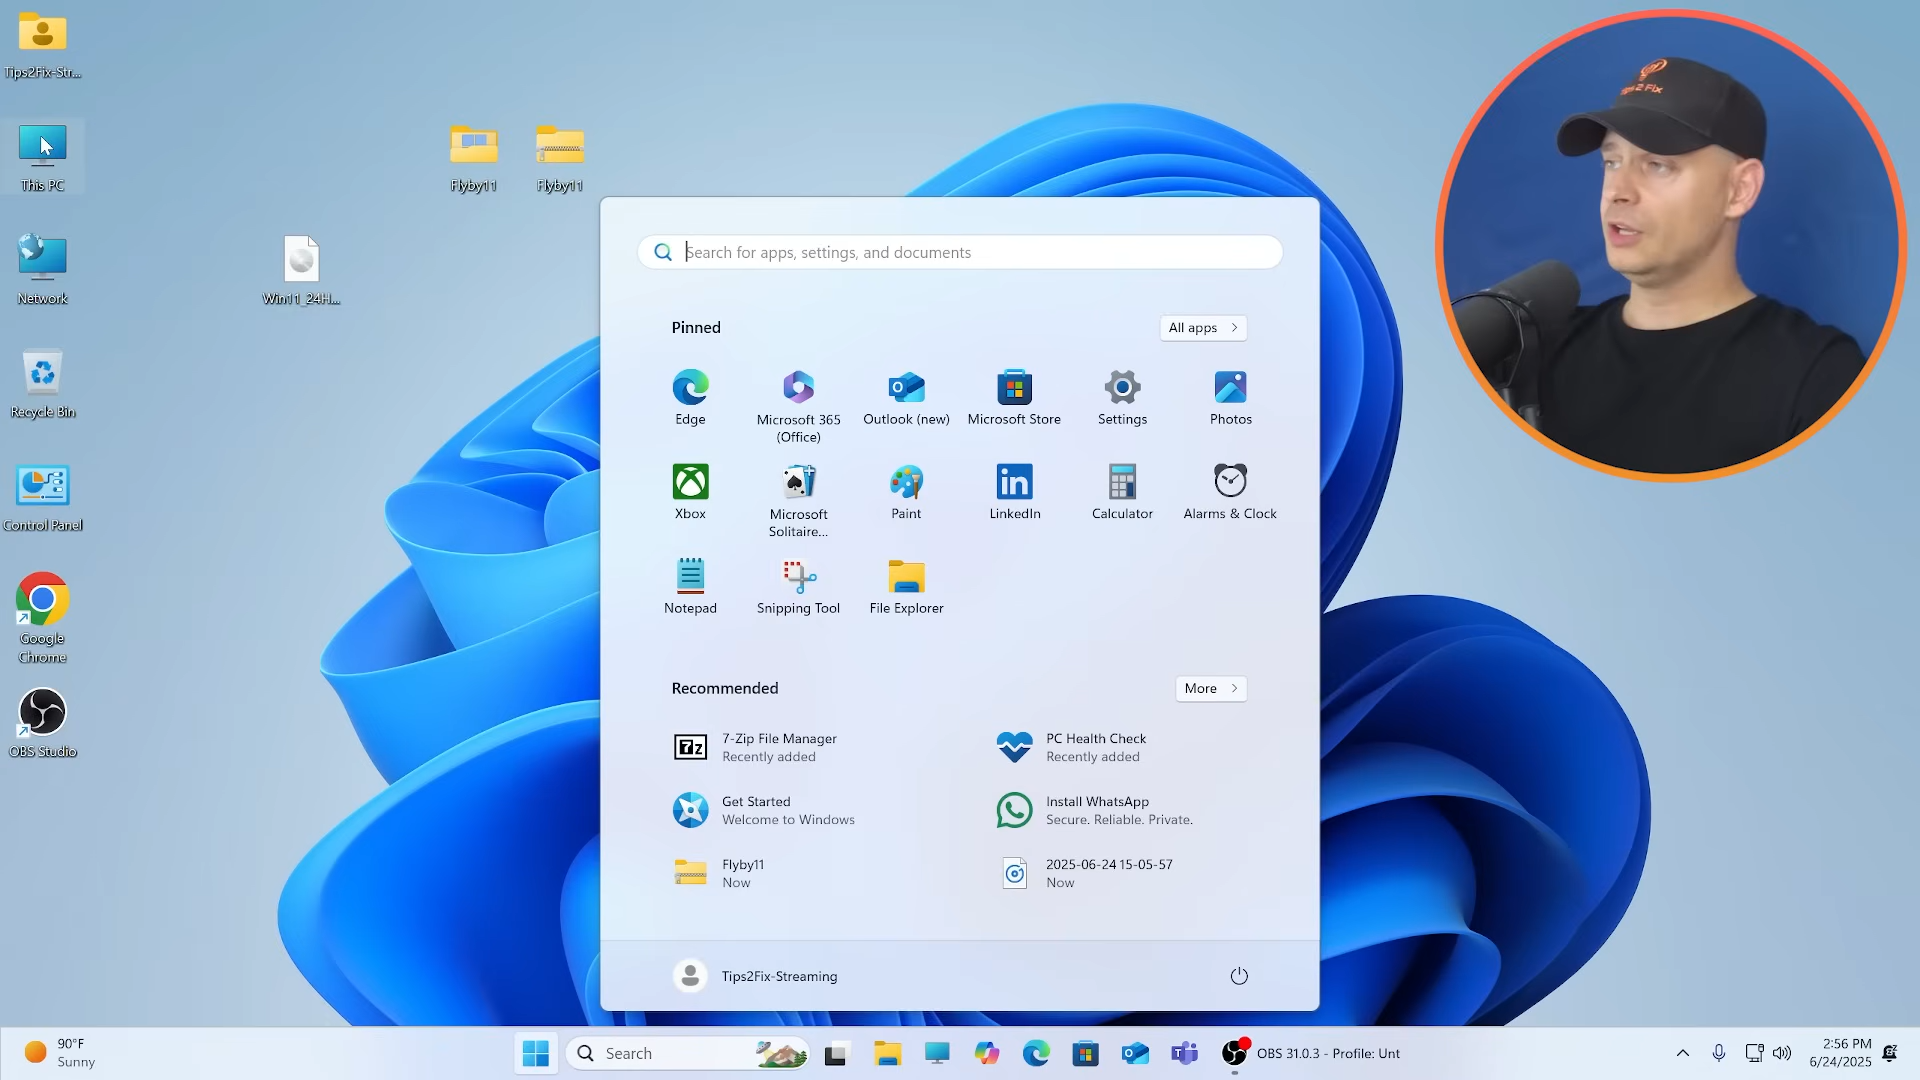 Tips2Fix-Str...
This PC
Network
Recycle Bin
Control Panel
Google
Chrome
OBS Studio
Flyby11
Flyby11
Win11_24H...
Tips 2 Fix
Search for apps, settings, and documents
Pinned
All apps
Edge
Microsoft 365
(Office)
Outlook (new)
Microsoft Store
Settings
Photos
Xbox
Microsoft
Solitaire...
Paint
LinkedIn
Calculator
Alarms & Clock
Notepad
Snipping Tool
File Explorer
Recommended
More
7-Zip File Manager
Recently added
PC Health Check
Recently added
Get Started
Welcome to Windows
Install WhatsApp
Secure. Reliable. Private.
Flyby11
Now
2025-06-24 15-05-57
Now
Tips2Fix-Streaming
90°F
Sunny
Search
OBS 31.0.3 - Profile: Unt
2:56 PM
6/24/2025